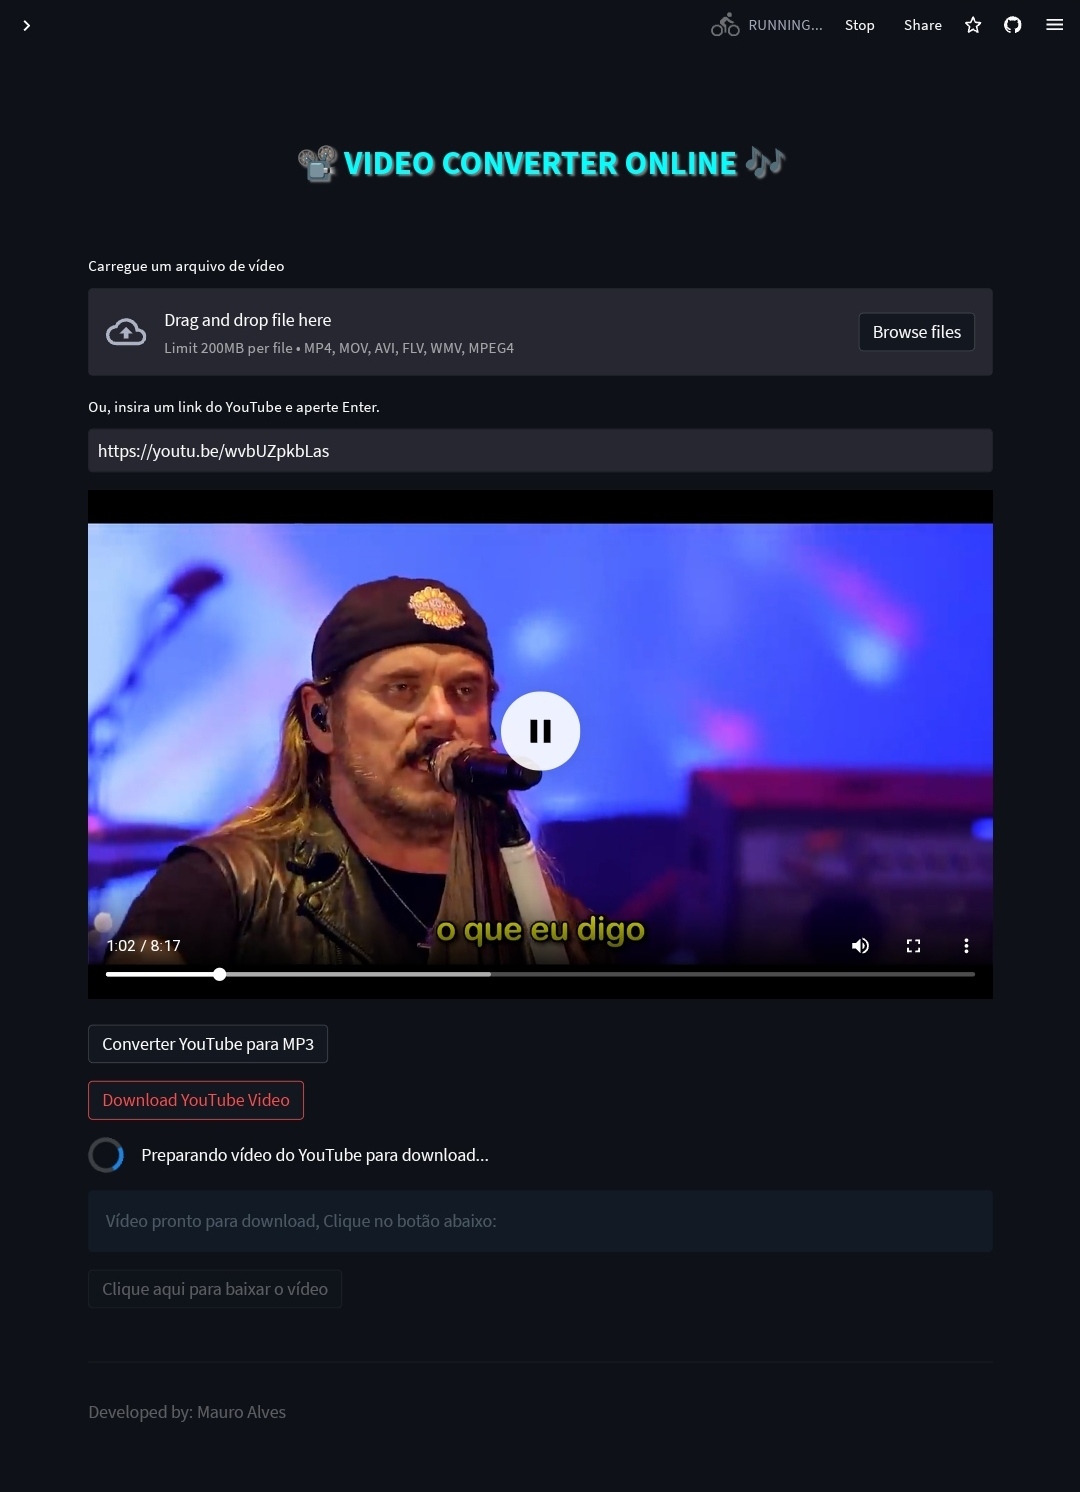 RUNNING...
Stop
Share
VIDEO CONVERTER ONLINE
Carregue um arquivo de vídeo
Drag and drop file here
Limit 200MB per file • MP4, MOV, AVI, FLV, WMV, MPEG4
Browse files
Ou, insira um link do YouTube e aperte Enter.
https://youtu.be/wvbUZpkbLas
o que eu digo
1:02 / 8:17
Converter YouTube para MP3
Download YouTube Video
Preparando vídeo do YouTube para download...
Vídeo pronto para download, Clique no botão abaixo:
Clique aqui para baixar o vídeo
Developed by: Mauro Alves